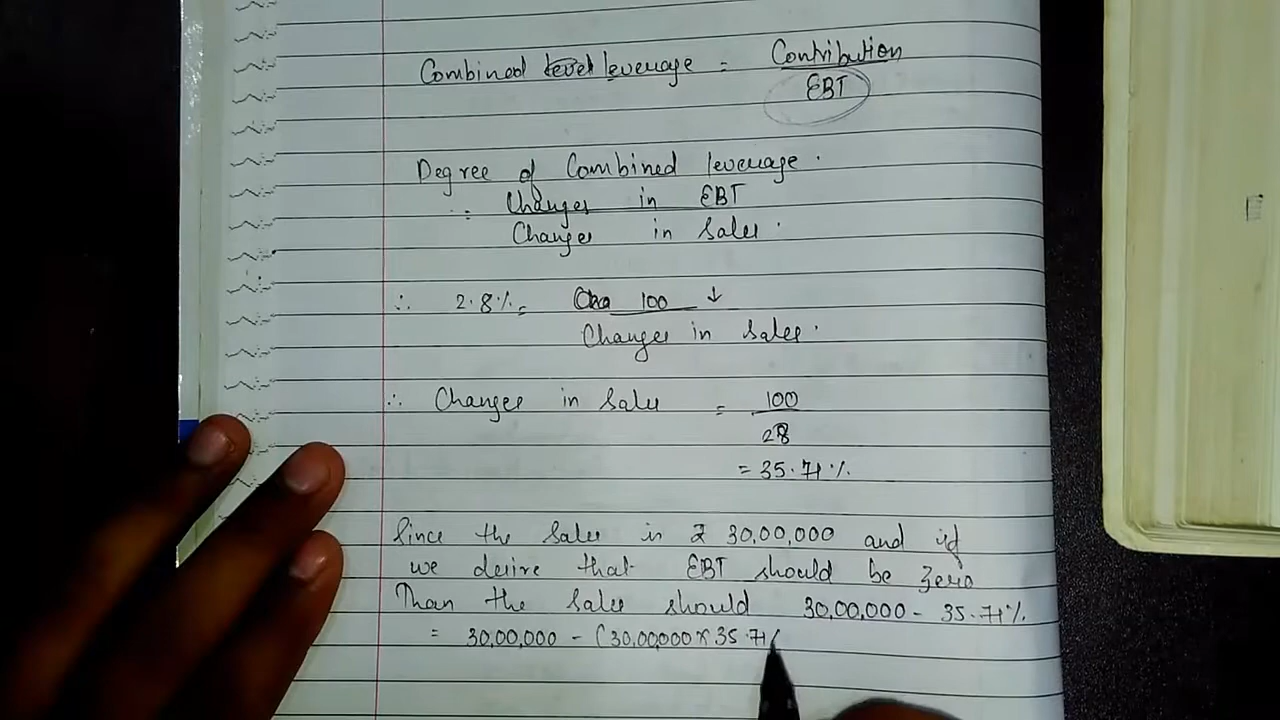 Combined leverage = Contribution
EBT
Degree of Combined leverage.
= Changes in EBT
Changes in Sales.
∴ 2.8% = 100 ↓
Changes in Sales.
∴ Changes in Sales = 100
28
= 35.71%
Since the Sales is ₹ 30,00,000 and if
we desire that EBT should be Zero
Than the Sales should 30,00,000 - 35.71%
= 30,00,000 - (30,00,000 X 35.71